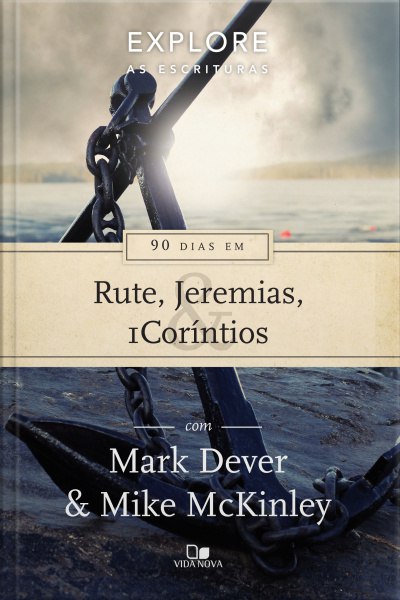 EXPLORE
AS ESCRITURAS
90 DIAS EM
&
Rute, Jeremias,
1Coríntios
com
Mark Dever
& Mike McKinley
VIDA NOVA